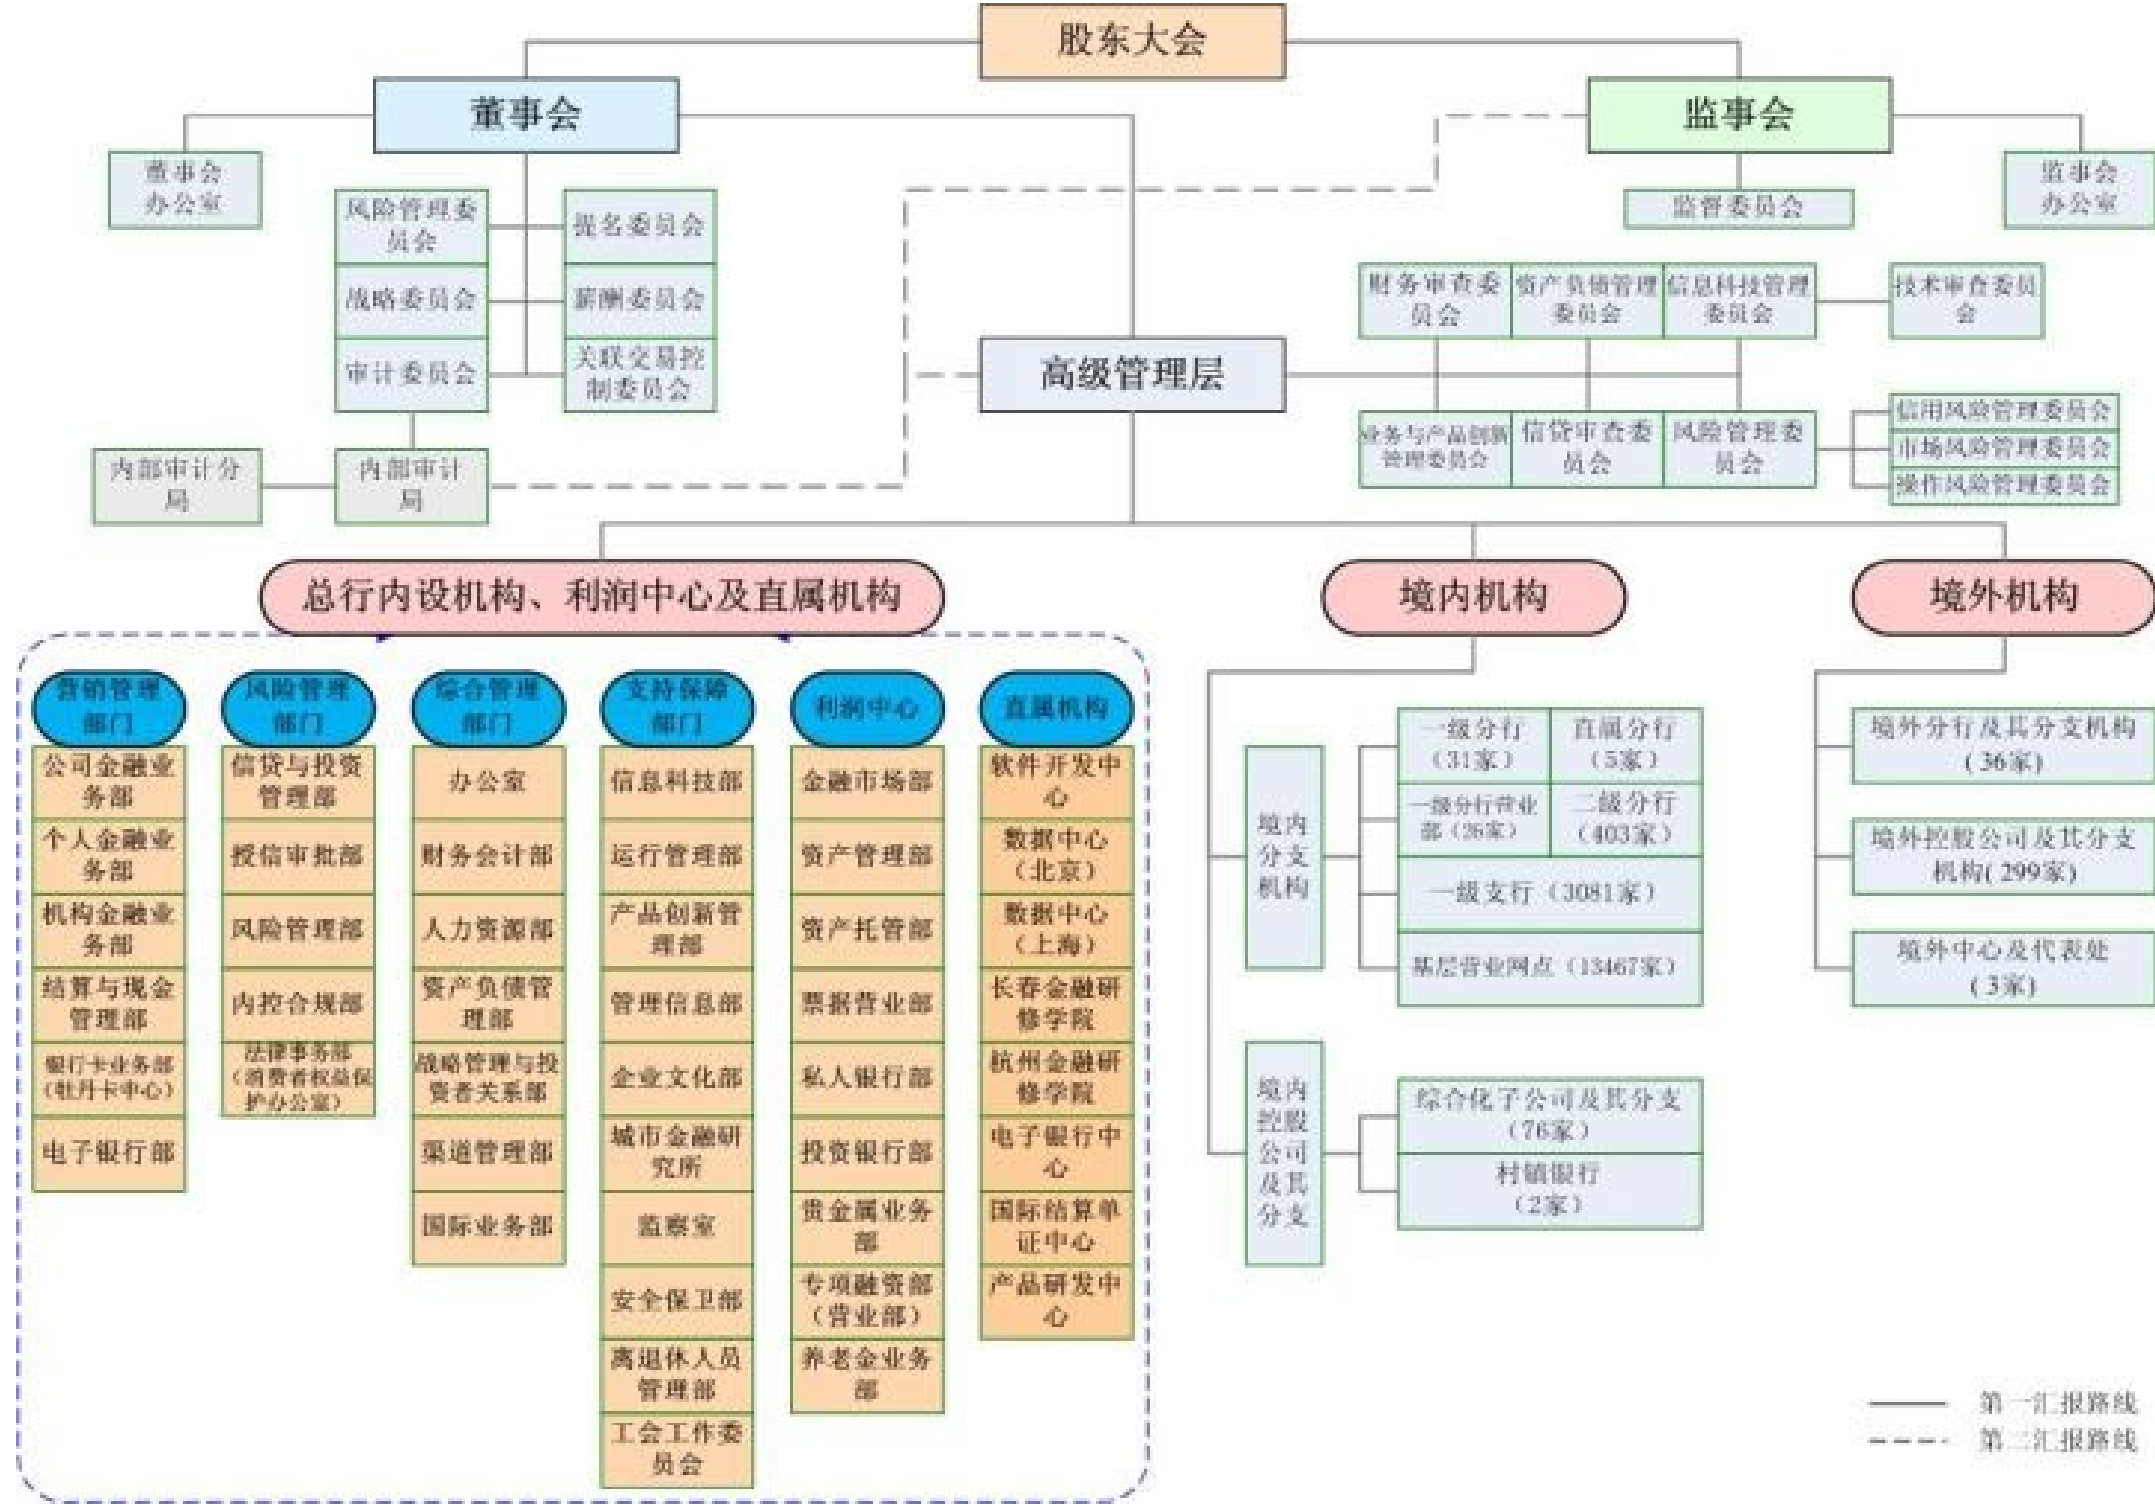 股东大会
董事会
监事会
董事会
办公室
监事会
办公室
监督委员会
风险管理委
员会
提名委员会
战略委员会
薪酬委员会
审计委员会
关联交易控
制委员会
内部审计分
局
内部审计
局
高级管理层
财务审查委
员会
资产负债管理
委员会
信息科技管理
委员会
技术审查委员
会
业务与产品创新
管理委员会
信贷审查委
员会
风险管理委
员会
信用风险管理委员会
市场风险管理委员会
操作风险管理委员会
总行内设机构、利润中心及直属机构
境内机构
境外机构
营销管理
部门
公司金融业
务部
个人金融业
务部
机构金融业
务部
结算与现金
管理部
银行卡业务部
（牡丹卡中心）
电子银行部
风险管理
部门
信贷与投资
管理部
授信审批部
风险管理部
内控合规部
法律事务部
（消费者权益保
护办公室）
综合管理
部门
办公室
财务会计部
人力资源部
资产负债管
理部
战略管理与投
资者关系部
渠道管理部
国际业务部
支持保障
部门
信息科技部
运行管理部
产品创新管
理部
管理信息部
企业文化部
城市金融研
究所
监察室
安全保卫部
离退休人员
管理部
工会工作委
员会
利润中心
金融市场部
资产管理部
资产托管部
票据营业部
私人银行部
投资银行部
贵金属业务
部
专项融资部
（营业部）
养老金业务
部
直属机构
软件开发中
心
数据中心
（北京）
数据中心
（上海）
长春金融研
修学院
杭州金融研
修学院
电子银行中
心
国际结算单
证中心
产品研发中
心
境内
分支
机构
一级分行
（31家）
直属分行
（5家）
一级分行营业
部（26家）
二级分行
（403家）
一级支行（3081家）
基层营业网点（13467家）
境内
控股
公司
及其
分支
综合化子公司及其分支
（76家）
村镇银行
（2家）
境外分行及其分支机构
(36家)
境外控股公司及其分支
机构(299家)
境外中心及代表处
(3家)
第一汇报路线
第二汇报路线